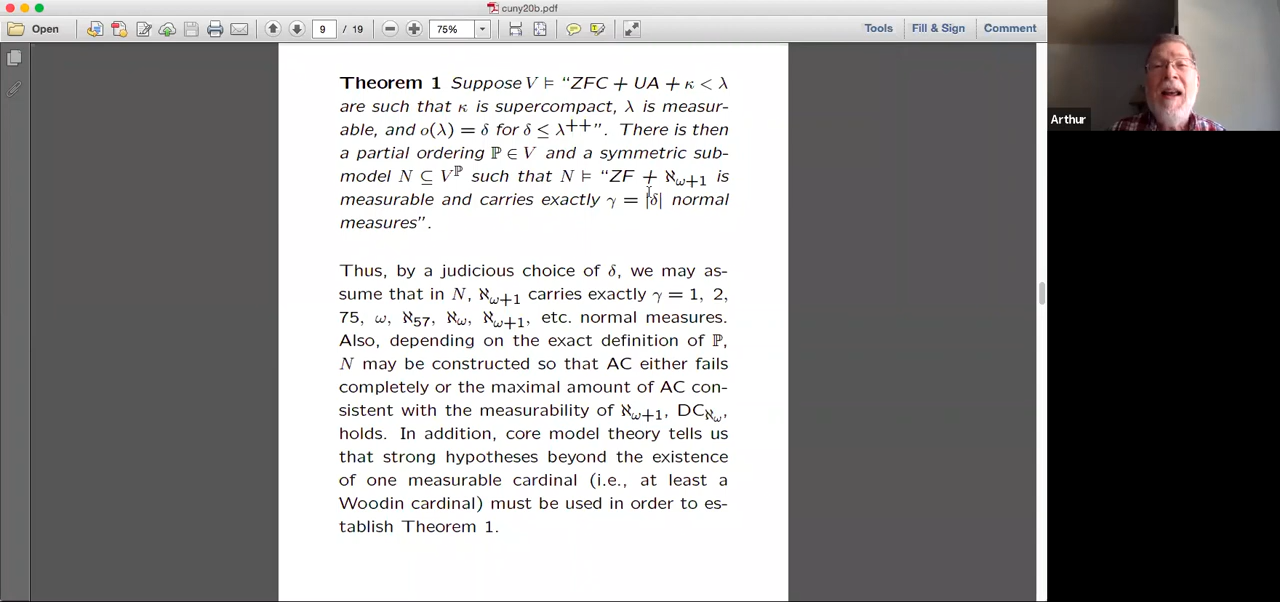 cuny20b.pdf
Open
9 / 19
75%
Tools
Fill & Sign
Comment
Theorem 1 Suppose V ⊨ “ZFC + UA + κ < λ
are such that κ is supercompact, λ is measur-
able, and o(λ) = δ for δ ≤ λ⁺⁺”. There is then
a partial ordering ℙ ∈ V and a symmetric sub-
model N ⊆ V^ℙ such that N ⊨ “ZF + ℵ_{ω+1} is
measurable and carries exactly γ = |δ| normal
measures”.
Thus, by a judicious choice of δ, we may as-
sume that in N, ℵ_{ω+1} carries exactly γ = 1, 2,
75, ω, ℵ_{57}, ℵ_ω, ℵ_{ω+1}, etc. normal measures.
Also, depending on the exact definition of ℙ,
N may be constructed so that AC either fails
completely or the maximal amount of AC con-
sistent with the measurability of ℵ_{ω+1}, DC_{ℵ_ω},
holds. In addition, core model theory tells us
that strong hypotheses beyond the existence
of one measurable cardinal (i.e., at least a
Woodin cardinal) must be used in order to es-
tablish Theorem 1.
Arthur